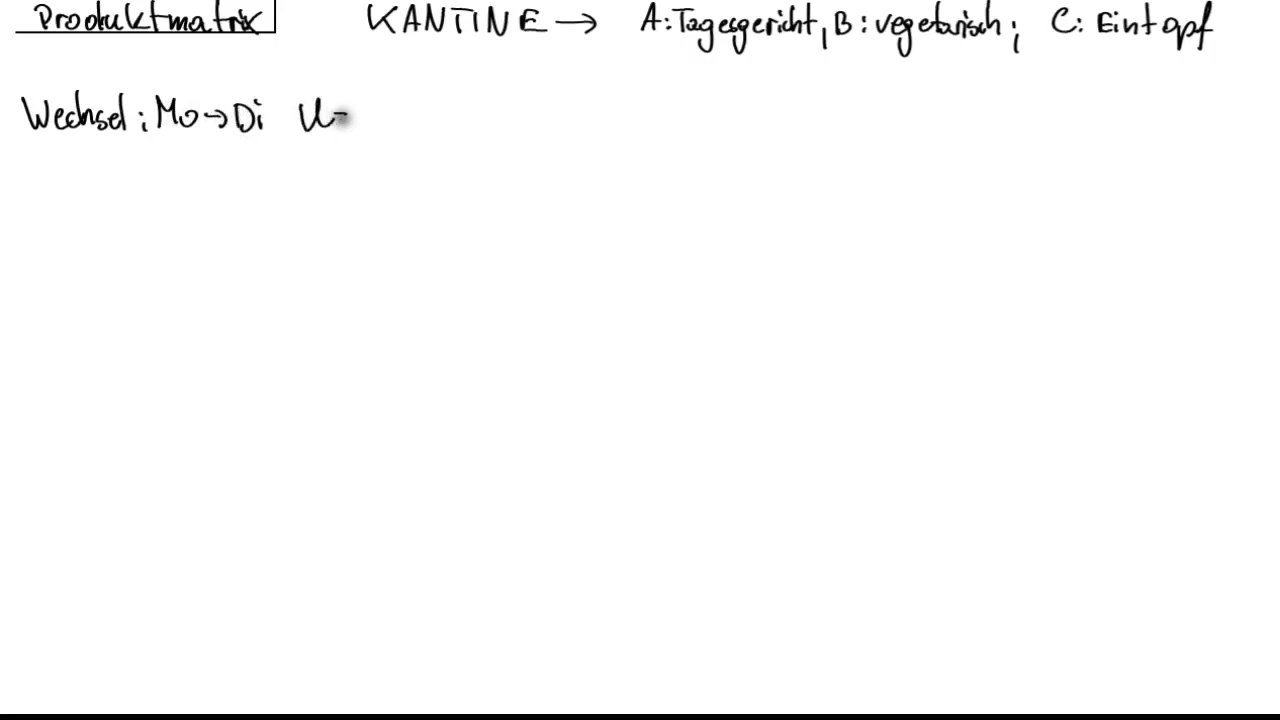 Produktmatrix KANTINE → A: Tagesgericht, B: vegetarisch; C: Eintopf
Wechsel: Mo → Di U=